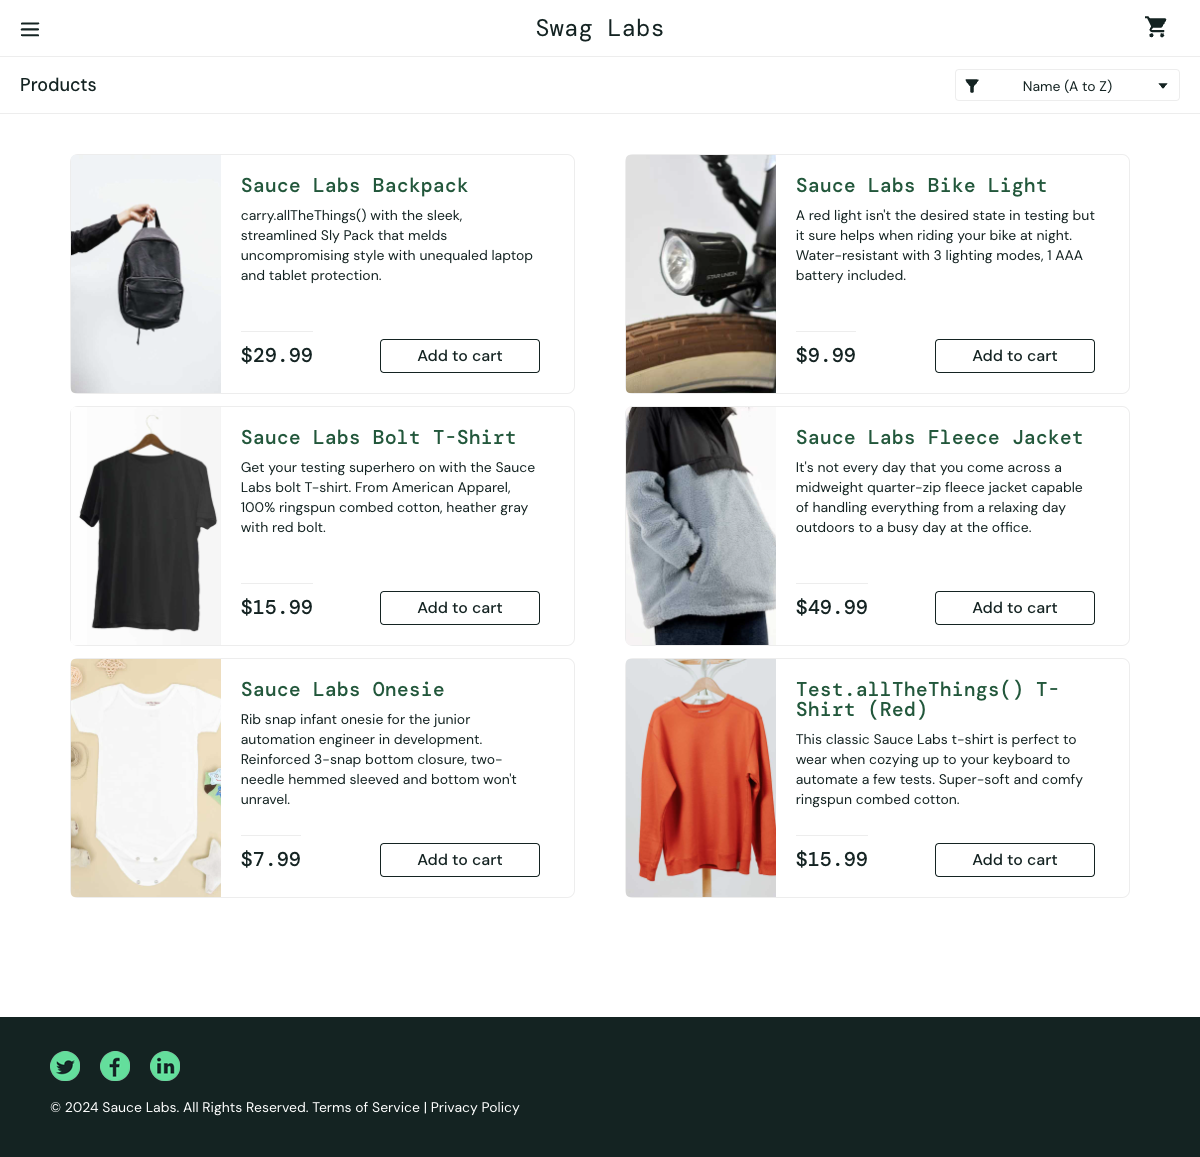 Swag Labs
Products
Name (A to Z)
Sauce Labs Backpack
carry.allTheThings() with the sleek,
streamlined Sly Pack that melds
uncompromising style with unequaled laptop
and tablet protection.
$29.99
Add to cart
Sauce Labs Bike Light
A red light isn't the desired state in testing but
it sure helps when riding your bike at night.
Water-resistant with 3 lighting modes, 1 AAA
battery included.
$9.99
Add to cart
Sauce Labs Bolt T-Shirt
Get your testing superhero on with the Sauce
Labs bolt T-shirt. From American Apparel,
100% ringspun combed cotton, heather gray
with red bolt.
$15.99
Add to cart
Sauce Labs Fleece Jacket
It's not every day that you come across a
midweight quarter-zip fleece jacket capable
of handling everything from a relaxing day
outdoors to a busy day at the office.
$49.99
Add to cart
Sauce Labs Onesie
Rib snap infant onesie for the junior
automation engineer in development.
Reinforced 3-snap bottom closure, two-
needle hemmed sleeved and bottom won't
unravel.
$7.99
Add to cart
Test.allTheThings() T-
Shirt (Red)
This classic Sauce Labs t-shirt is perfect to
wear when cozying up to your keyboard to
automate a few tests. Super-soft and comfy
ringspun combed cotton.
$15.99
Add to cart
© 2024 Sauce Labs. All Rights Reserved. Terms of Service | Privacy Policy